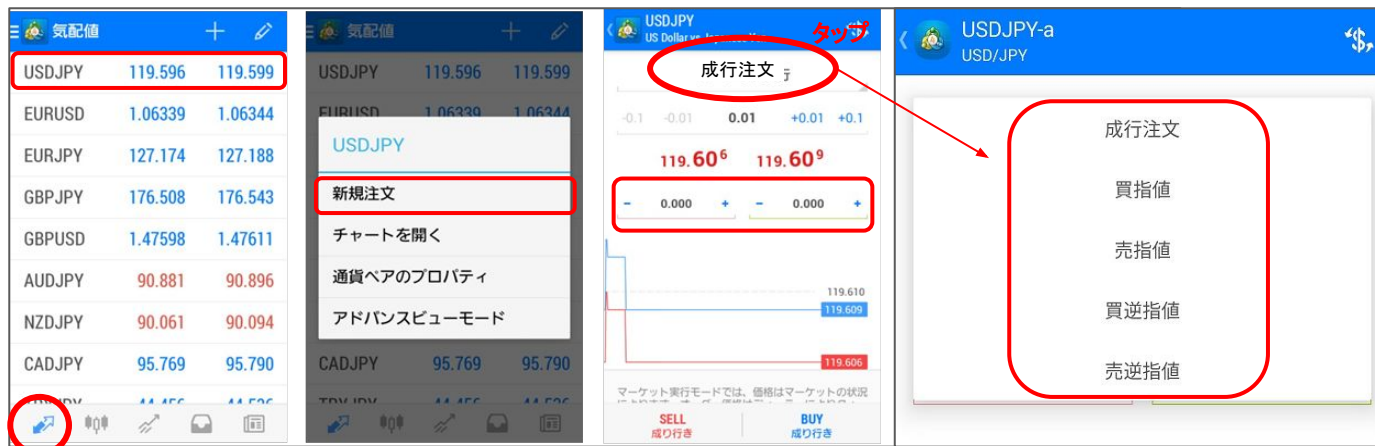 気配値
USDJPY 119.596 119.599
EURUSD 1.06339 1.06344
EURJPY 127.174 127.188
GBPJPY 176.508 176.543
GBPUSD 1.47598 1.47611
AUDJPY 90.881 90.896
NZDJPY 90.061 90.094
CADJPY 95.769 95.790
気配値
USDJPY 119.596 119.599
EURUSD 1.06339 1.06344
USDJPY
新規注文
チャートを開く
通貨ペアのプロパティ
アドバンスビューモード
CADJPY 95.769 95.790
USDJPY
US Dollar vs
タップ
成行注文
-0.1 -0.01 0.01 +0.01 +0.1
119.606 119.609
- 0.000 + - 0.000 +
119.610
119.609
119.606
マーケット実行モードでは、価格はマーケットの状況
SELL BUY
成り行き 成り行き
USDJPY-a
USD/JPY
成行注文
買指値
売指値
買逆指値
売逆指値